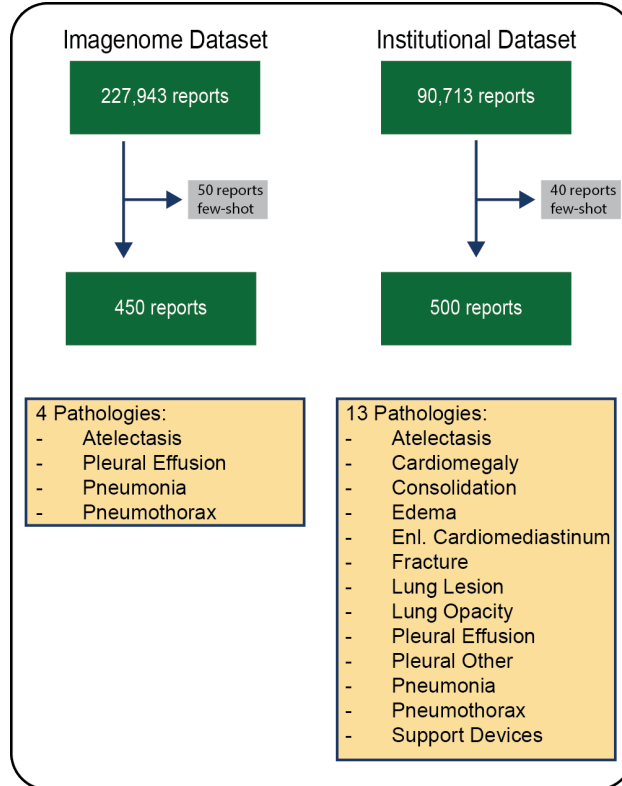 Imagenome Dataset
227,943 reports
50 reports
few-shot
450 reports
4 Pathologies:
- Atelectasis
- Pleural Effusion
- Pneumonia
- Pneumothorax
Institutional Dataset
90,713 reports
40 reports
few-shot
500 reports
13 Pathologies:
- Atelectasis
- Cardiomegaly
- Consolidation
- Edema
- Enl. Cardiomediastinum
- Fracture
- Lung Lesion
- Lung Opacity
- Pleural Effusion
- Pleural Other
- Pneumonia
- Pneumothorax
- Support Devices